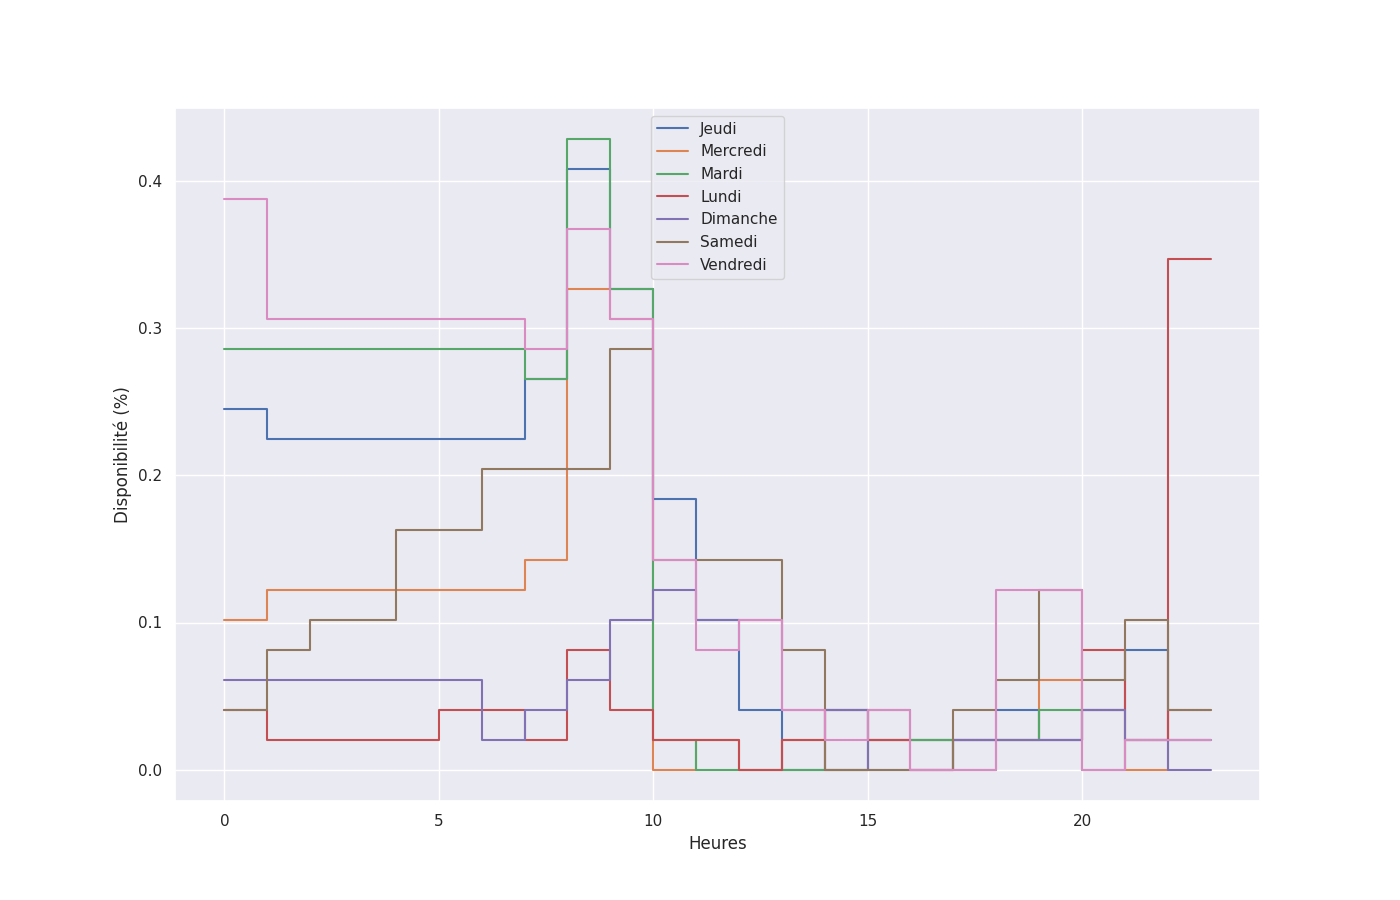 Jeudi
Mercredi
Mardi
Lundi
Dimanche
Samedi
Vendredi
0.4
0.3
0.2
0.1
0.0
Disponibilité (%)
0 5 10 15 20
Heures